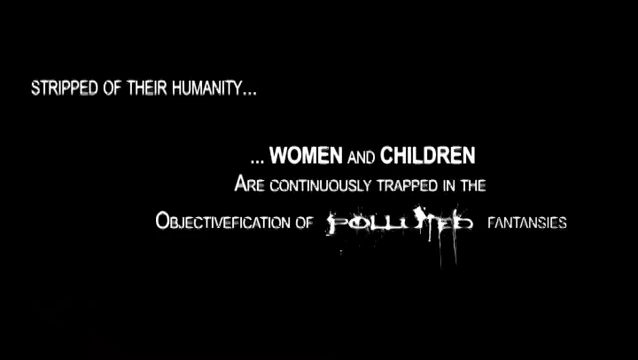 STRIPPED OF THEIR HUMANITY...
... WOMEN AND CHILDREN
ARE CONTINUOUSLY TRAPPED IN THE
OBJECTIVEFICATION OF POLLUTED FANTANSIES